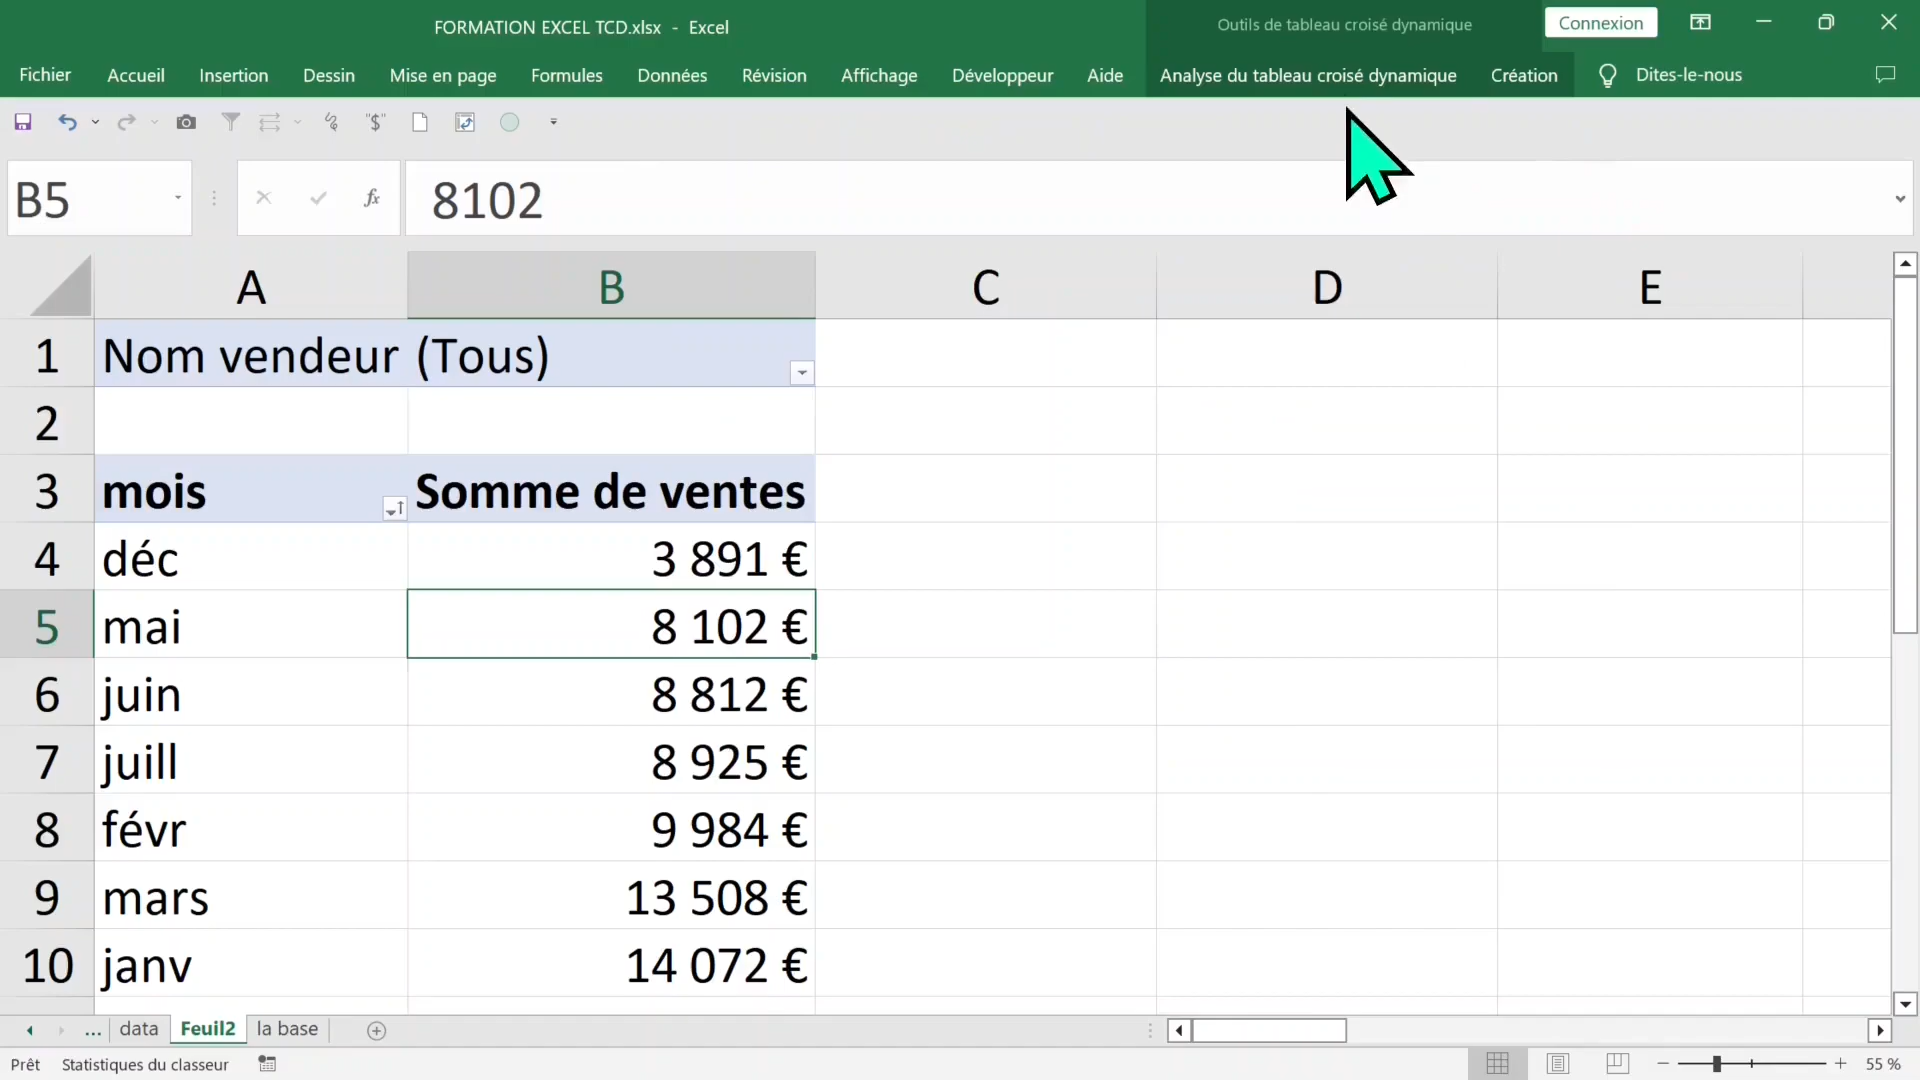 FORMATION EXCEL TCD.xlsx - Excel
Outils de tableau croisé dynamique
Connexion
Fichier Accueil Insertion Dessin Mise en page Formules Données Révision Affichage Développeur Aide Analyse du tableau croisé dynamique Création Dites-le-nous
"$"
B5 fx 8102
A B C D E
1 Nom vendeur (Tous)
2
3 mois Somme de ventes
4 déc 3 891 €
5 mai 8 102 €
6 juin 8 812 €
7 juill 8 925 €
8 févr 9 984 €
9 mars 13 508 €
10 janv 14 072 €
... data Feuil2 la base
Prêt Statistiques du classeur 55 %